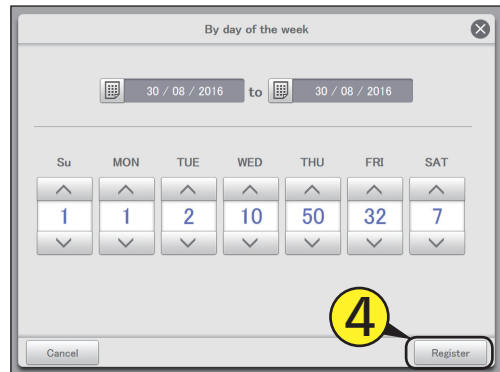 By day of the week
30 / 08 / 2016 to 30 / 08 / 2016
Su MON TUE WED THU FRI SAT
1 1 2 10 50 32 7
4
Cancel Register